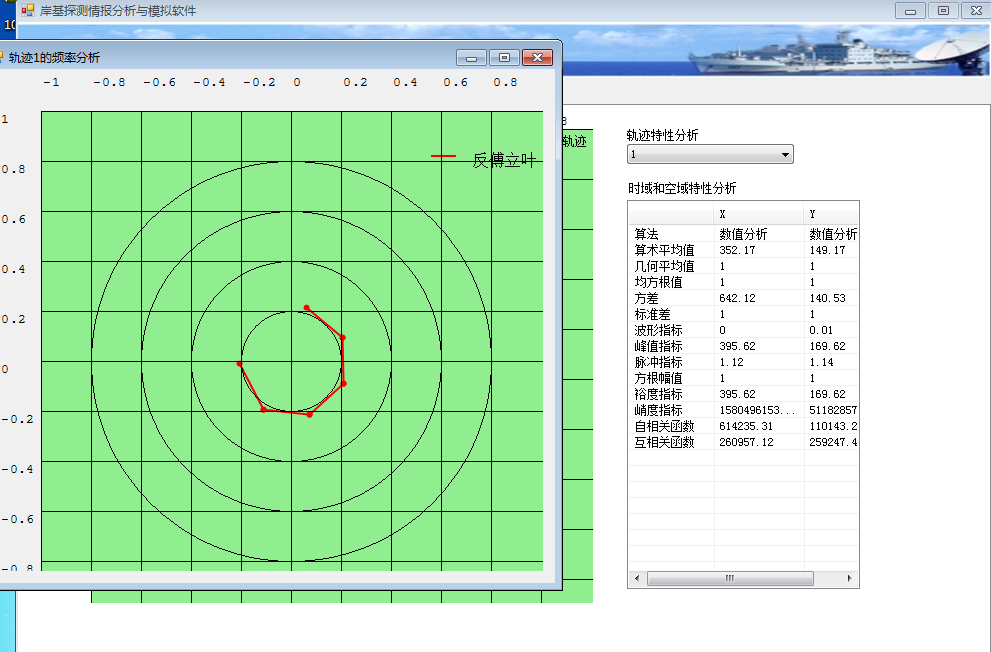 岸基探测情报分析与模拟软件
10
轨迹1的频率分析
-1 -0.8 -0.6 -0.4 -0.2 0 0.2 0.4 0.6 0.8
1
0.8
0.6
0.4
0.2
0
-0.2
-0.4
-0.6
-0.8
反傅立叶
轨迹
轨迹特性分析
1
时域和空域特性分析
X Y
算法 数值分析 数值分析
算术平均值 352.17 149.17
几何平均值 1 1
均方根值 1 1
方差 642.12 140.53
标准差 1 1
波形指标 0 0.01
峰值指标 395.62 169.62
脉冲指标 1.12 1.14
方根幅值 1 1
裕度指标 395.62 169.62
峭度指标 1580496153... 51182857
自相关函数 614235.31 110143.2
互相关函数 260957.12 259247.4